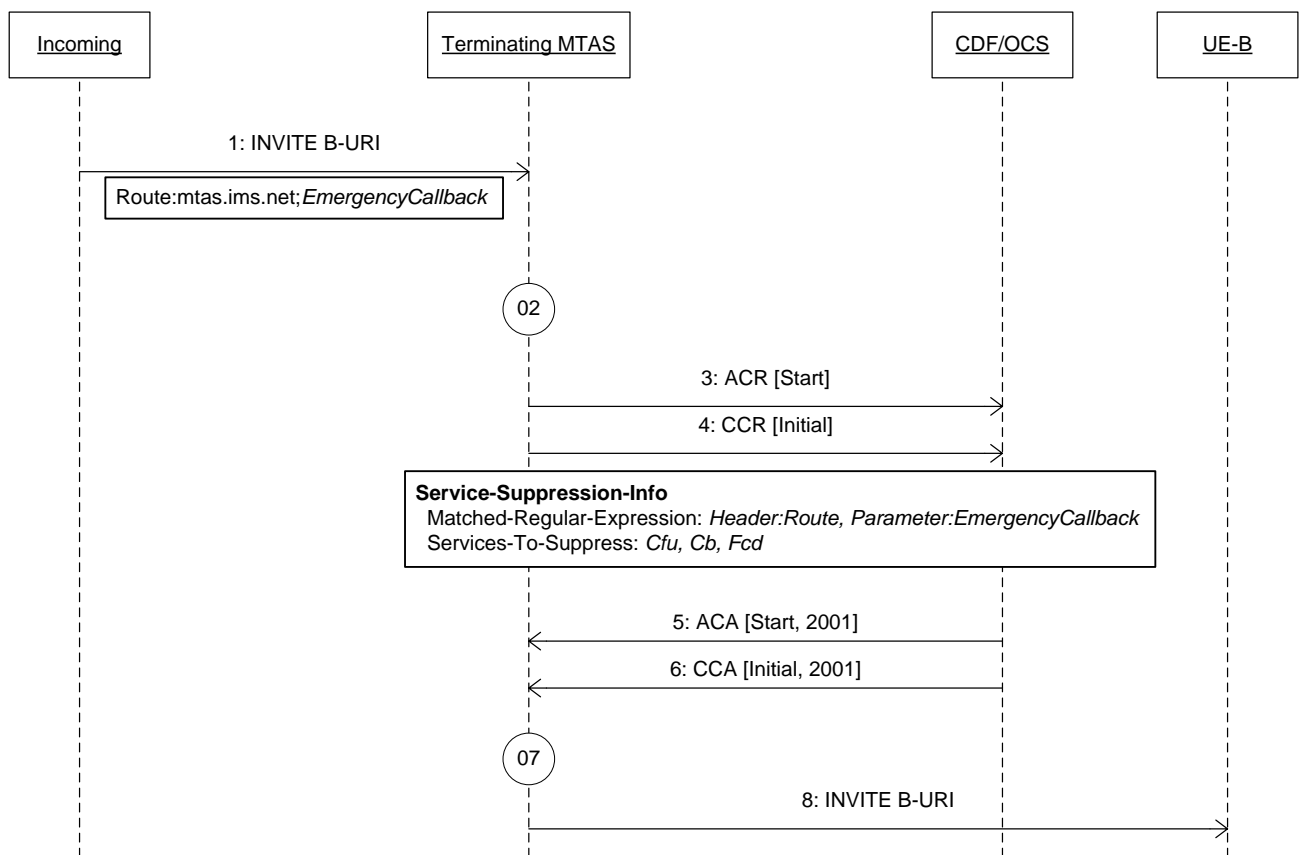 Incoming
Terminating MTAS
CDF/OCS
UE-B
1: INVITE B-URI
Route:mtas.ims.net;EmergencyCallback
02
3: ACR [Start]
4: CCR [Initial]
Service-Suppression-Info
Matched-Regular-Expression: Header:Route, Parameter:EmergencyCallback
Services-To-Suppress: Cfu, Cb, Fcd
5: ACA [Start, 2001]
6: CCA [Initial, 2001]
07
8: INVITE B-URI